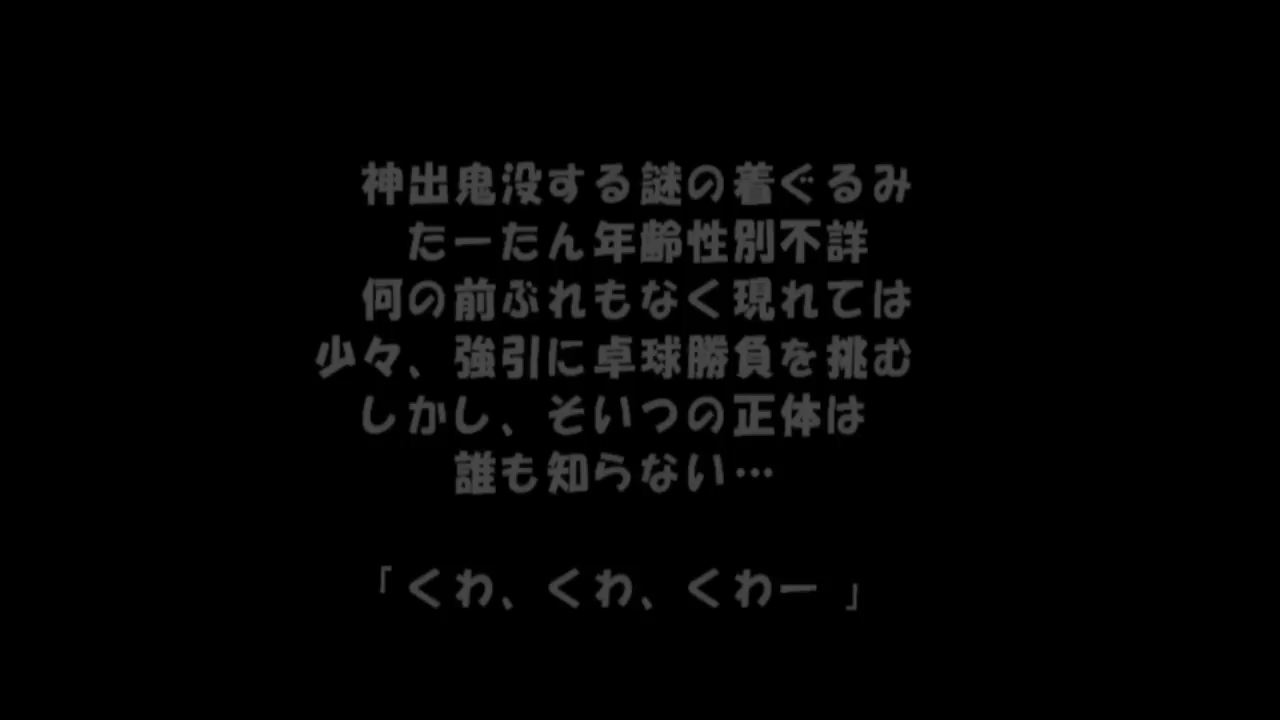 神出鬼没する謎の着ぐるみ
たーたん年齢性別不詳
何の前ぶれもなく現れては
少々、強引に卓球勝負を挑む
しかし、そいつの正体は
誰も知らない…
「くわ、くわ、くわー 」